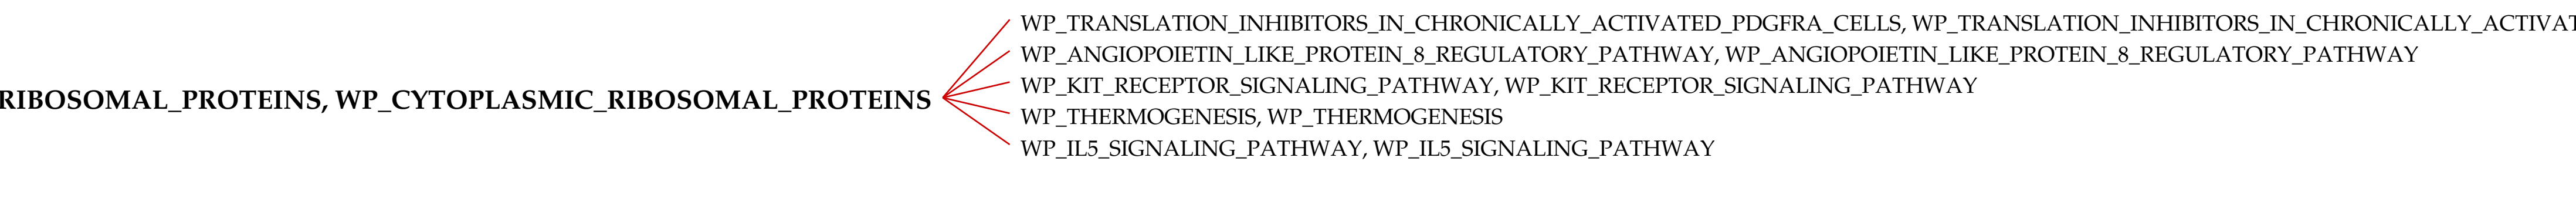 WP_TRANSLATION_INHIBITORS_IN_CHRONICALLY_ACTIVATED_PDGFRA_CELLS, WP_TRANSLATION_INHIBITORS_IN_CHRONICALLY_ACTIVAT
WP_ANGIOPOIETIN_LIKE_PROTEIN_8_REGULATORY_PATHWAY, WP_ANGIOPOIETIN_LIKE_PROTEIN_8_REGULATORY_PATHWAY
WP_KIT_RECEPTOR_SIGNALING_PATHWAY, WP_KIT_RECEPTOR_SIGNALING_PATHWAY
RIBOSOMAL_PROTEINS, WP_CYTOPLASMIC_RIBOSOMAL_PROTEINS
WP_THERMOGENESIS, WP_THERMOGENESIS
WP_IL5_SIGNALING_PATHWAY, WP_IL5_SIGNALING_PATHWAY